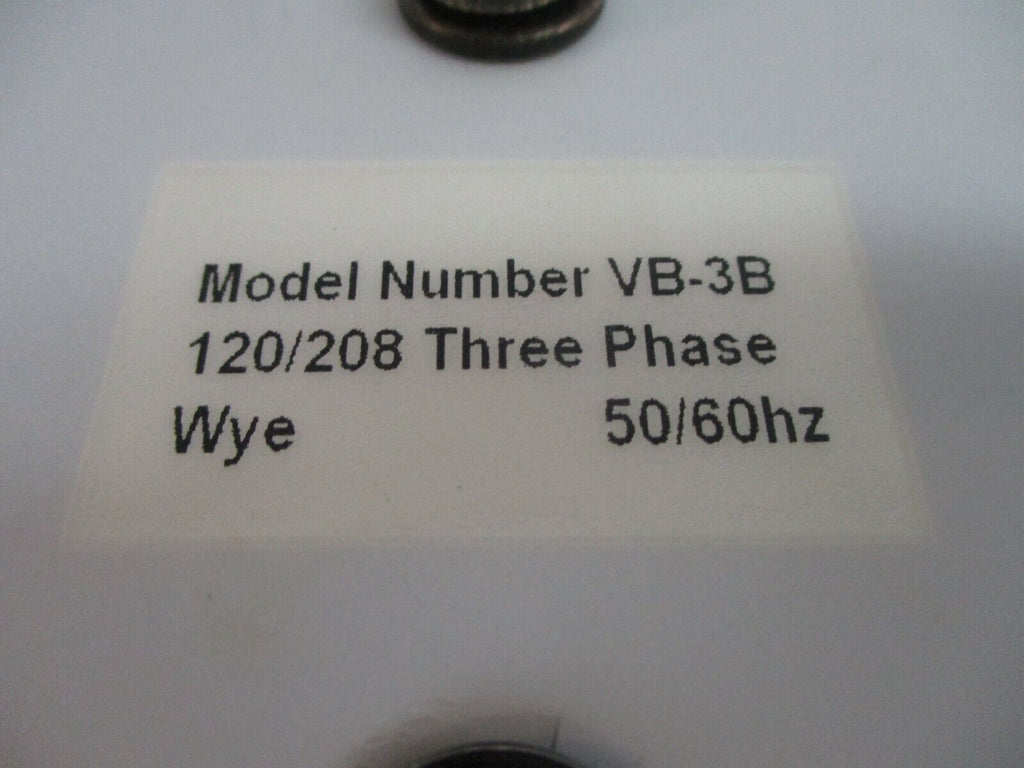 Model Number VB-3B
120/208 Three Phase
Wye 50/60hz